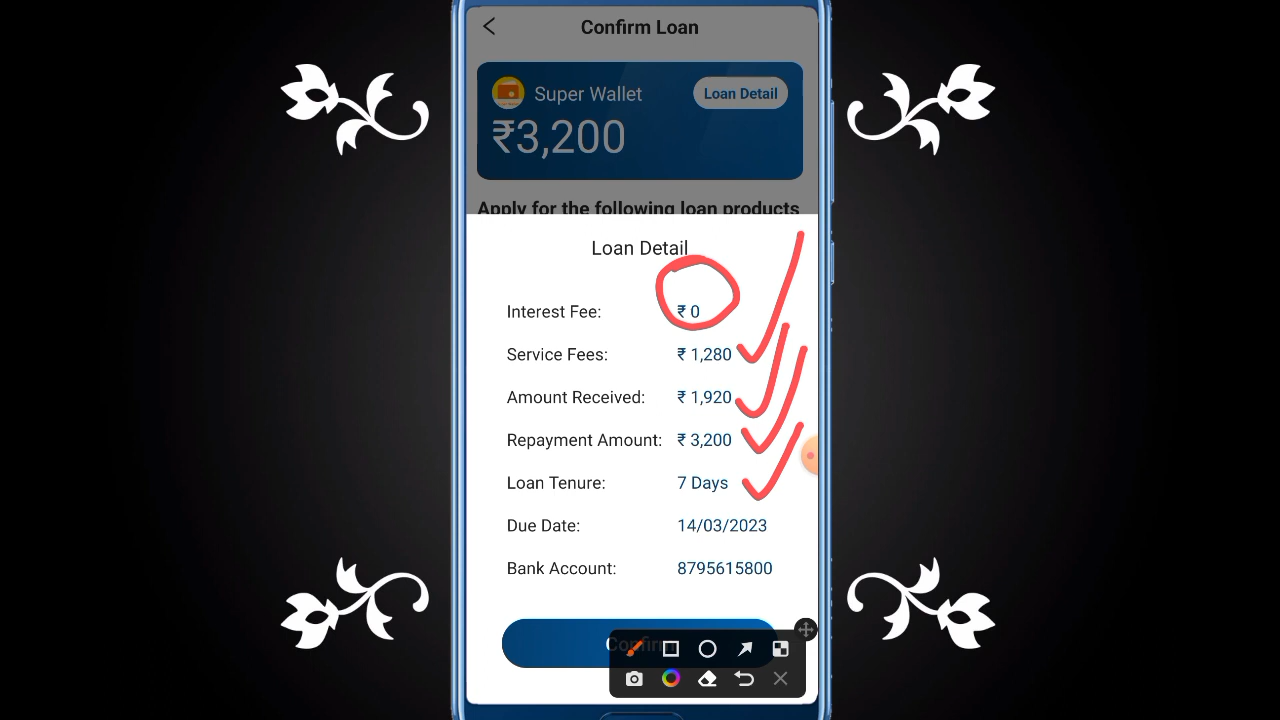 Confirm Loan
Super Wallet
Loan Detail
₹3,200
Apply for the following loan products
Loan Detail
Interest Fee: ₹ 0
Service Fees: ₹ 1,280
Amount Received: ₹ 1,920
Repayment Amount: ₹ 3,200
Loan Tenure: 7 Days
Due Date: 14/03/2023
Bank Account: 8795615800
Confirm